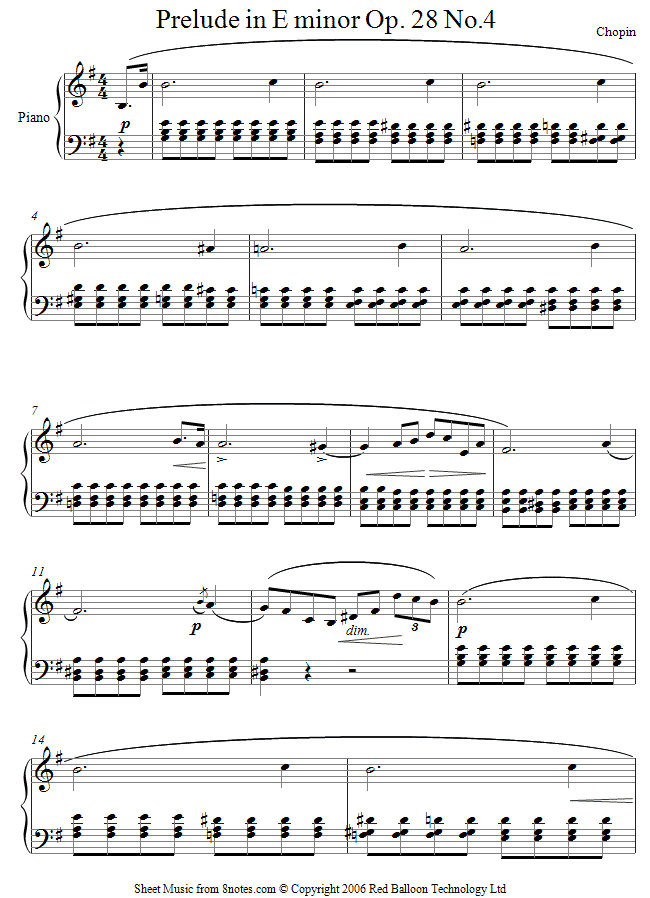 Prelude in E minor Op. 28 No.4
Chopin
Piano
p
4
7
11
p
dim.
3
p
14
Sheet Music from 8notes.com © Copyright 2006 Red Balloon Technology Ltd